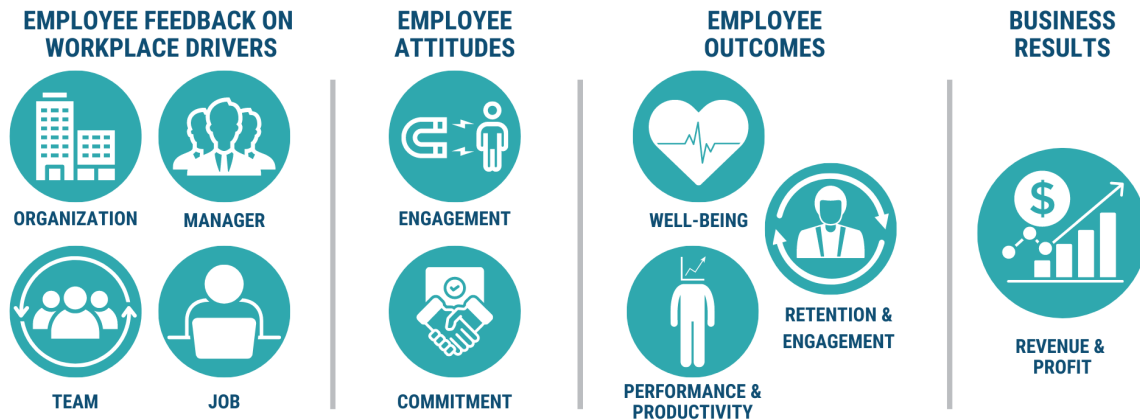 EMPLOYEE FEEDBACK ON
WORKPLACE DRIVERS
ORGANIZATION
MANAGER
TEAM
JOB
EMPLOYEE
ATTITUDES
ENGAGEMENT
COMMITMENT
EMPLOYEE
OUTCOMES
WELL-BEING
RETENTION &
ENGAGEMENT
PERFORMANCE &
PRODUCTIVITY
BUSINESS
RESULTS
$
REVENUE &
PROFIT